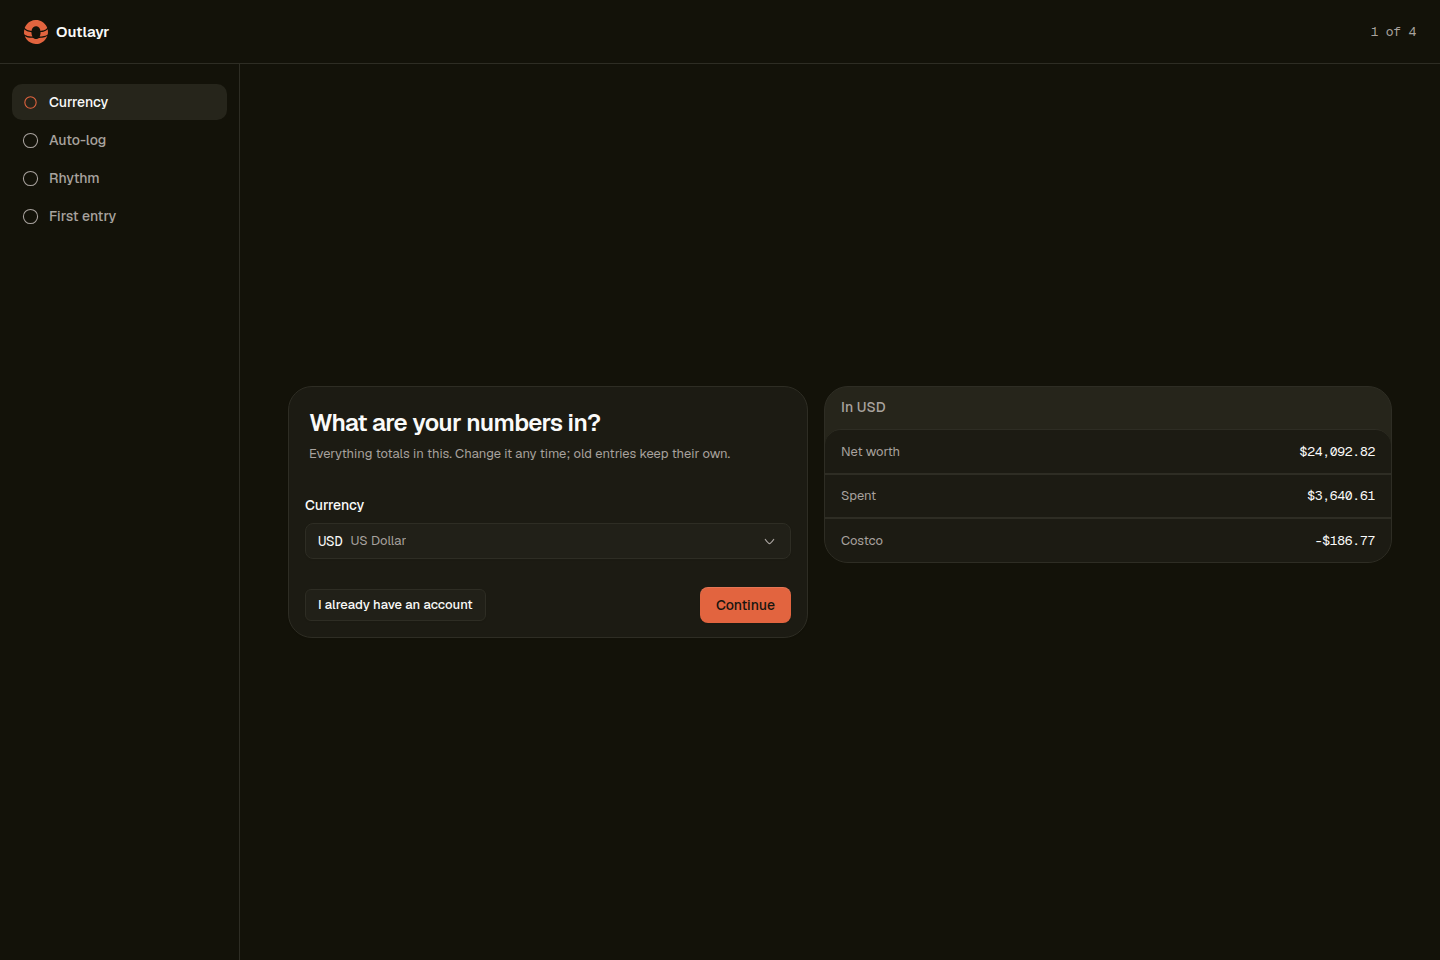 Outlayr
1 of 4
Currency
Auto-log
Rhythm
First entry
What are your numbers in?
Everything totals in this. Change it any time; old entries keep their own.
Currency
USD US Dollar
I already have an account
Continue
In USD
Net worth $24,092.82
Spent $3,640.61
Costco -$186.77